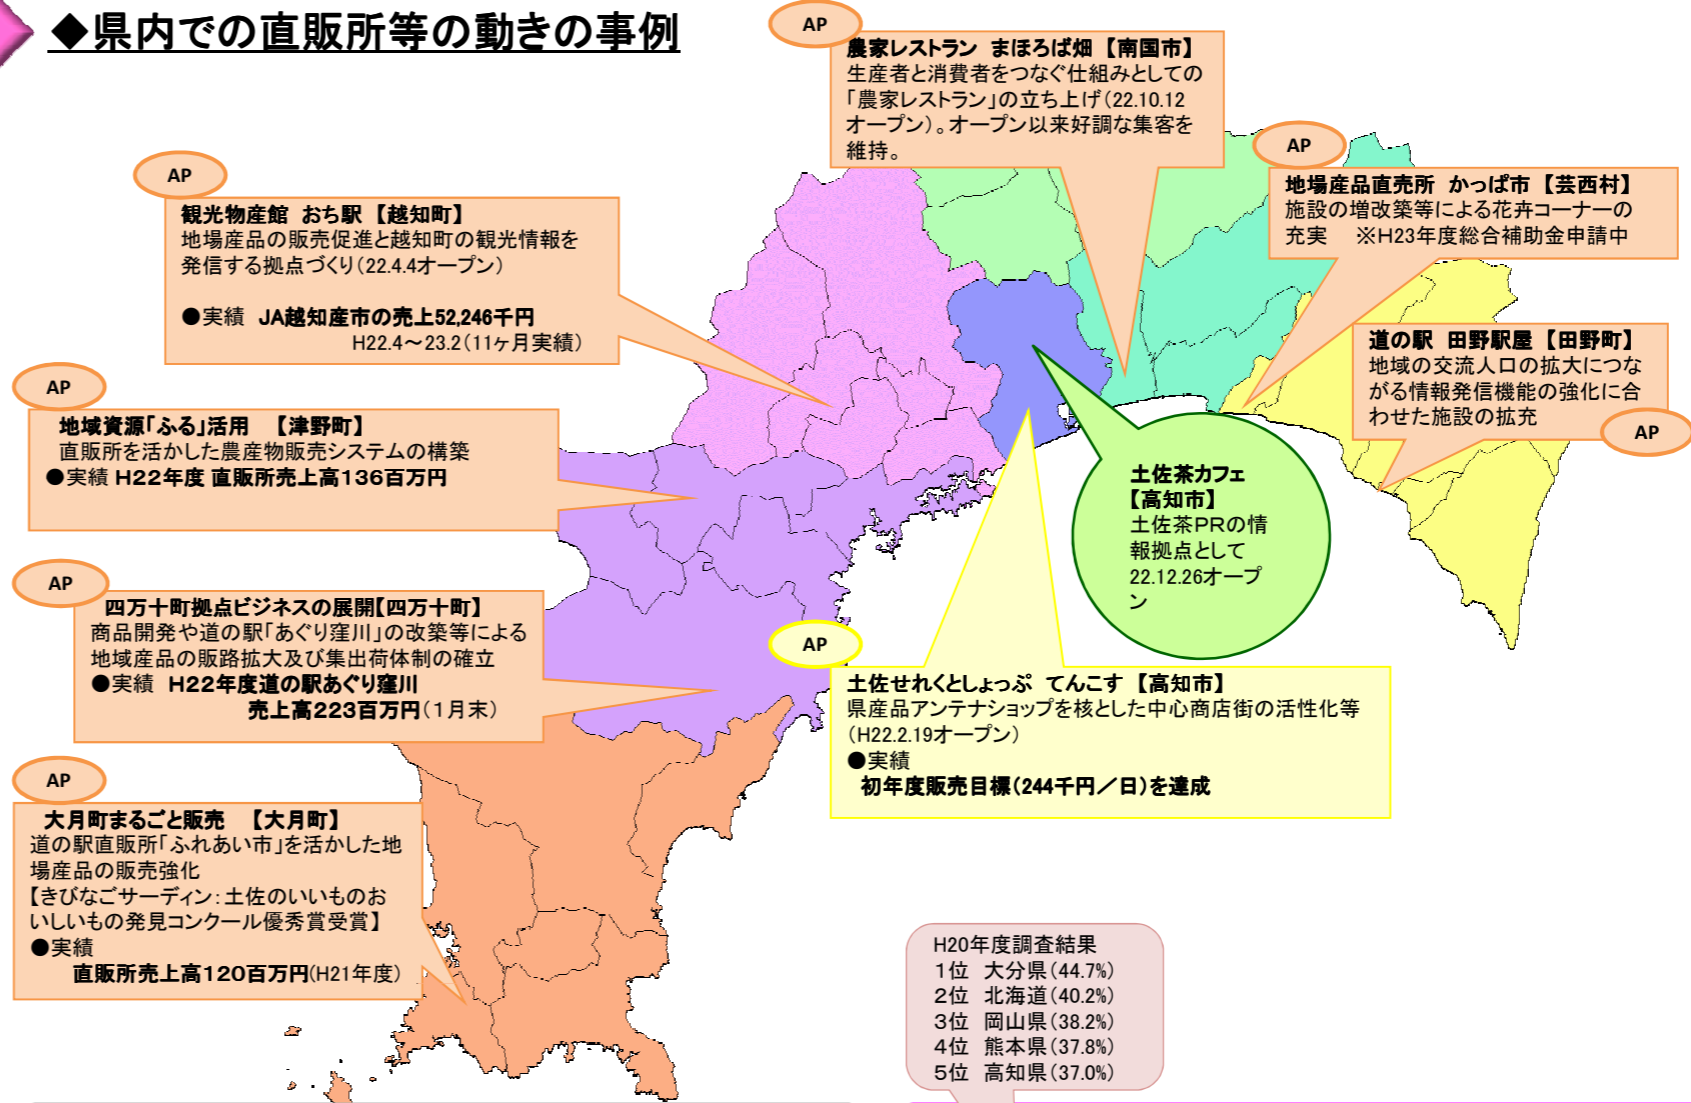 ◆県内での直販所等の動きの事例
AP
農家レストラン まほろば畑 【南国市】
生産者と消費者をつなぐ仕組みとしての
「農家レストラン」の立ち上げ(22.10.12
オープン)。オープン以来好調な集客を
維持。
AP
地場産品直売所 かっぱ市 【芸西村】
施設の増改築等による花卉コーナーの
充実 ※H23年度総合補助金申請中
AP
観光物産館 おち駅 【越知町】
地場産品の販売促進と越知町の観光情報を
発信する拠点づくり(22.4.4オープン)
●実績 JA越知産市の売上52,246千円
H22.4～23.2(11ヶ月実績)
道の駅 田野駅屋 【田野町】
地域の交流人口の拡大につな
がる情報発信機能の強化に合
わせた施設の拡充
AP
AP
地域資源「ふる」活用 【津野町】
直販所を活かした農産物販売システムの構築
●実績 H22年度 直販所売上高136百万円
土佐茶カフェ
【高知市】
土佐茶PRの情
報拠点として
22.12.26オープ
ン
AP
四万十町拠点ビジネスの展開【四万十町】
商品開発や道の駅「あぐり窪川」の改築等による
地域産品の販路拡大及び集出荷体制の確立
●実績 H22年度道の駅あぐり窪川
売上高223百万円(1月末)
AP
土佐せれくとしょっぷ てんこす 【高知市】
県産品アンテナショップを核とした中心商店街の活性化等
(H22.2.19オープン)
●実績
初年度販売目標(244千円／日)を達成
AP
大月町まるごと販売 【大月町】
道の駅直販所「ふれあい市」を活かした地
場産品の販売強化
【きびなごサーディン：土佐のいいものお
いしいもの発見コンクール優秀賞受賞】
●実績
直販所売上高120百万円(H21年度)
H20年度調査結果
1位 大分県(44.7%)
2位 北海道(40.2%)
3位 岡山県(38.2%)
4位 熊本県(37.8%)
5位 高知県(37.0%)